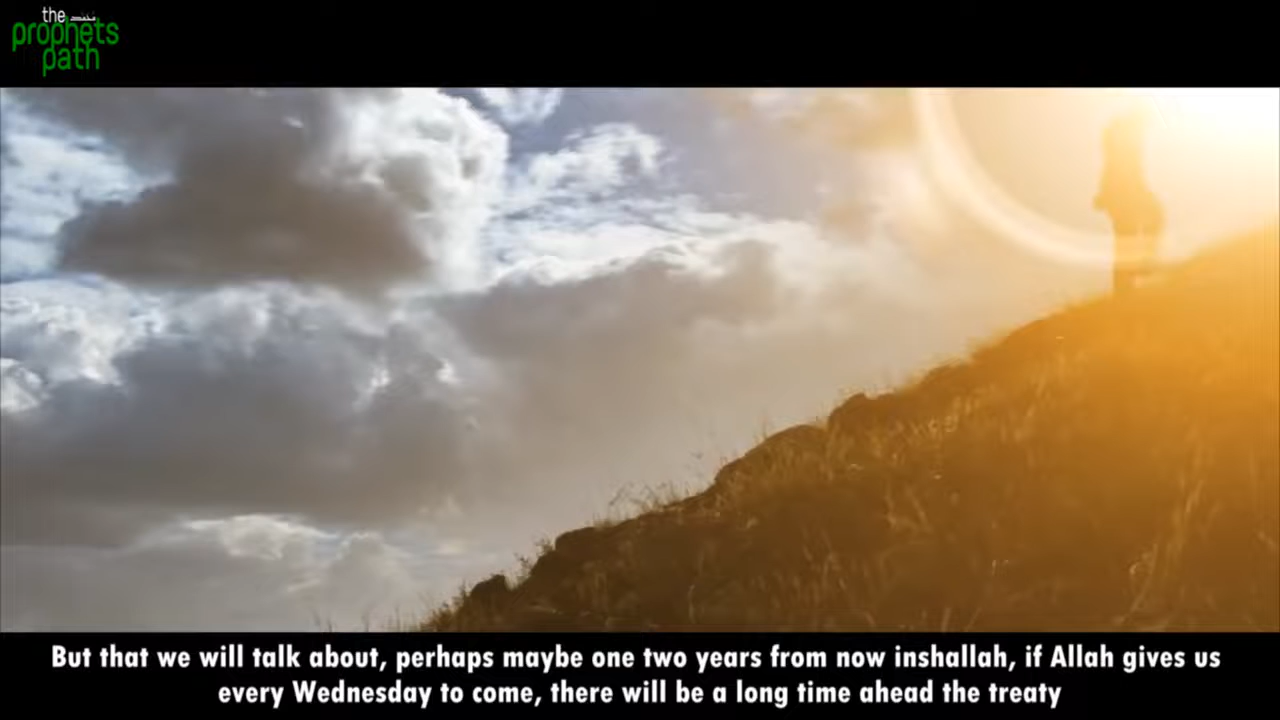 the محمد
prophets
path
But that we will talk about, perhaps maybe one two years from now inshallah, if Allah gives us
every Wednesday to come, there will be a long time ahead the treaty